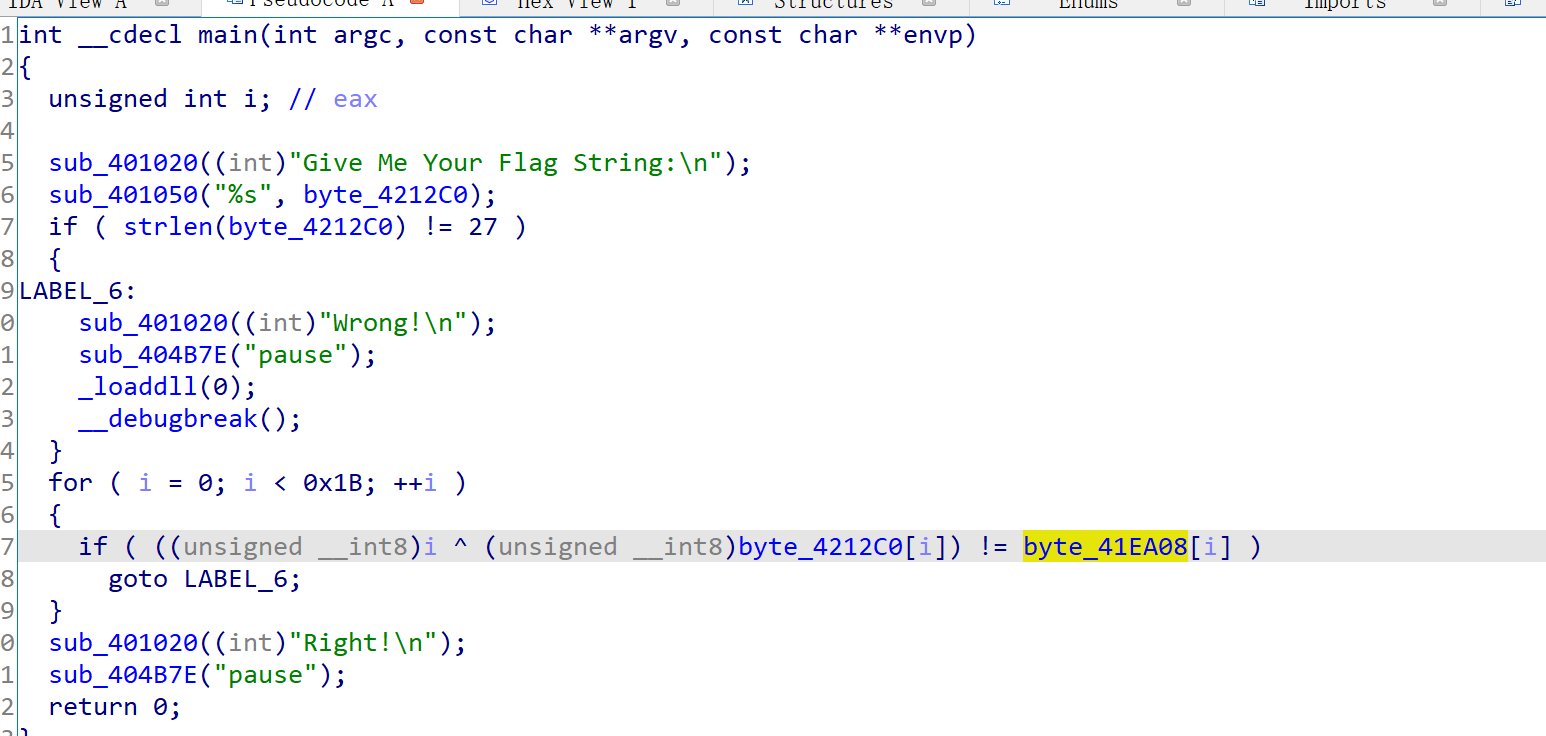 IDA View A Pseudocode A Hex View 1 Structures Enums Imports
1 int __cdecl main(int argc, const char **argv, const char **envp)
2 {
3 unsigned int i; // eax
4
5 sub_401020((int)"Give Me Your Flag String:\n");
6 sub_401050("%s", byte_4212C0);
7 if ( strlen(byte_4212C0) != 27 )
8 {
9 LABEL_6:
0 sub_401020((int)"Wrong!\n");
1 sub_404B7E("pause");
2 _loaddll(0);
3 __debugbreak();
4 }
5 for ( i = 0; i < 0x1B; ++i )
6 {
7 if ( ((unsigned __int8)i ^ (unsigned __int8)byte_4212C0[i]) != byte_41EA08[i] )
8 goto LABEL_6;
9 }
0 sub_401020((int)"Right!\n");
1 sub_404B7E("pause");
2 return 0;
3 }